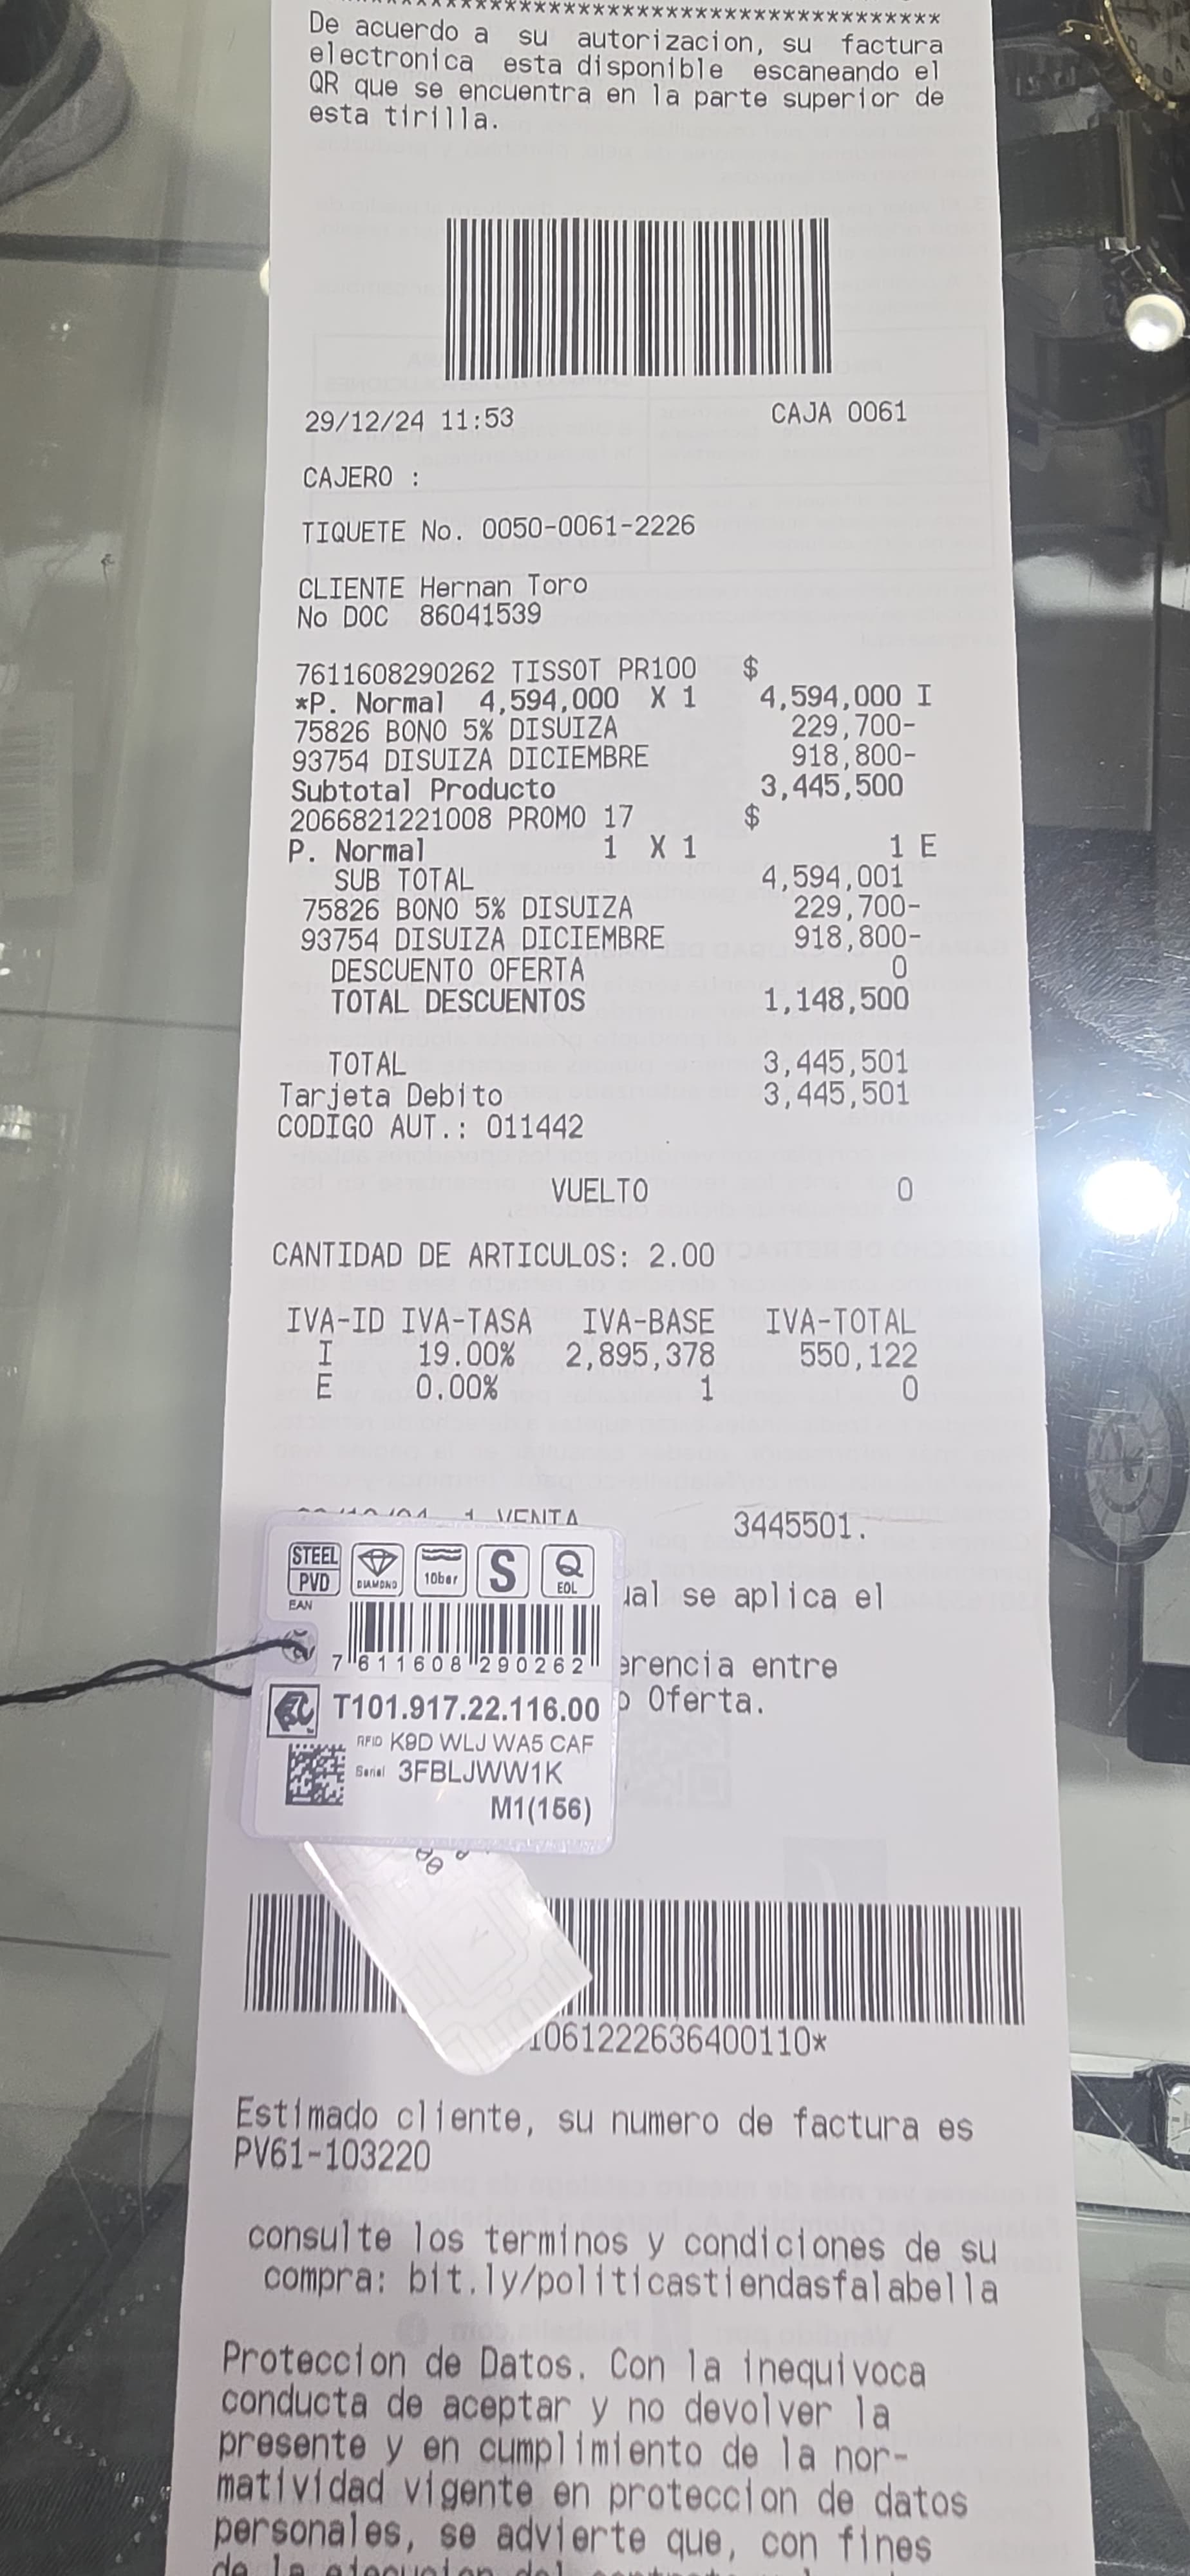 ****************************************
De acuerdo a su autorizacion, su factura
electronica esta disponible escaneando el
QR que se encuentra en la parte superior de
esta tirilla.
29/12/24 11:53 CAJA 0061
CAJERO :
TIQUETE No. 0050-0061-2226
CLIENTE Hernan Toro
No DOC 86041539
7611608290262 TISSOT PR100 $
*P. Normal 4,594,000 X 1 4,594,000 I
75826 BONO 5% DISUIZA 229,700-
93754 DISUIZA DICIEMBRE 918,800-
Subtotal Producto 3,445,500
2066821221008 PROMO 17 $
P. Normal 1 X 1 1 E
SUB TOTAL 4,594,001
75826 BONO 5% DISUIZA 229,700-
93754 DISUIZA DICIEMBRE 918,800-
DESCUENTO OFERTA 0
TOTAL DESCUENTOS 1,148,500
TOTAL 3,445,501
Tarjeta Debito 3,445,501
CODIGO AUT.: 011442
VUELTO 0
CANTIDAD DE ARTICULOS: 2.00
IVA-ID IVA-TASA IVA-BASE IVA-TOTAL
I 19.00% 2,895,378 550,122
E 0.00% 1 0
1 VENTA 3445501.
STEEL
PVD
DIAMOND
10bar
S
Q
EOL
EAN
ual se aplica el
7 611608 290262
erencia entre
o Oferta.
T101.917.22.116.00
RFID K9D WLJ WA5 CAF
Serial 3FBLJWW1K
M1(156)
1061222636400110*
Estimado cliente, su numero de factura es
PV61-103220
consulte los terminos y condiciones de su
compra: bit.ly/politicastiendasfalabella
Proteccion de Datos. Con la inequivoca
conducta de aceptar y no devolver la
presente y en cumplimiento de la nor-
matividad vigente en proteccion de datos
personales, se advierte que, con fines